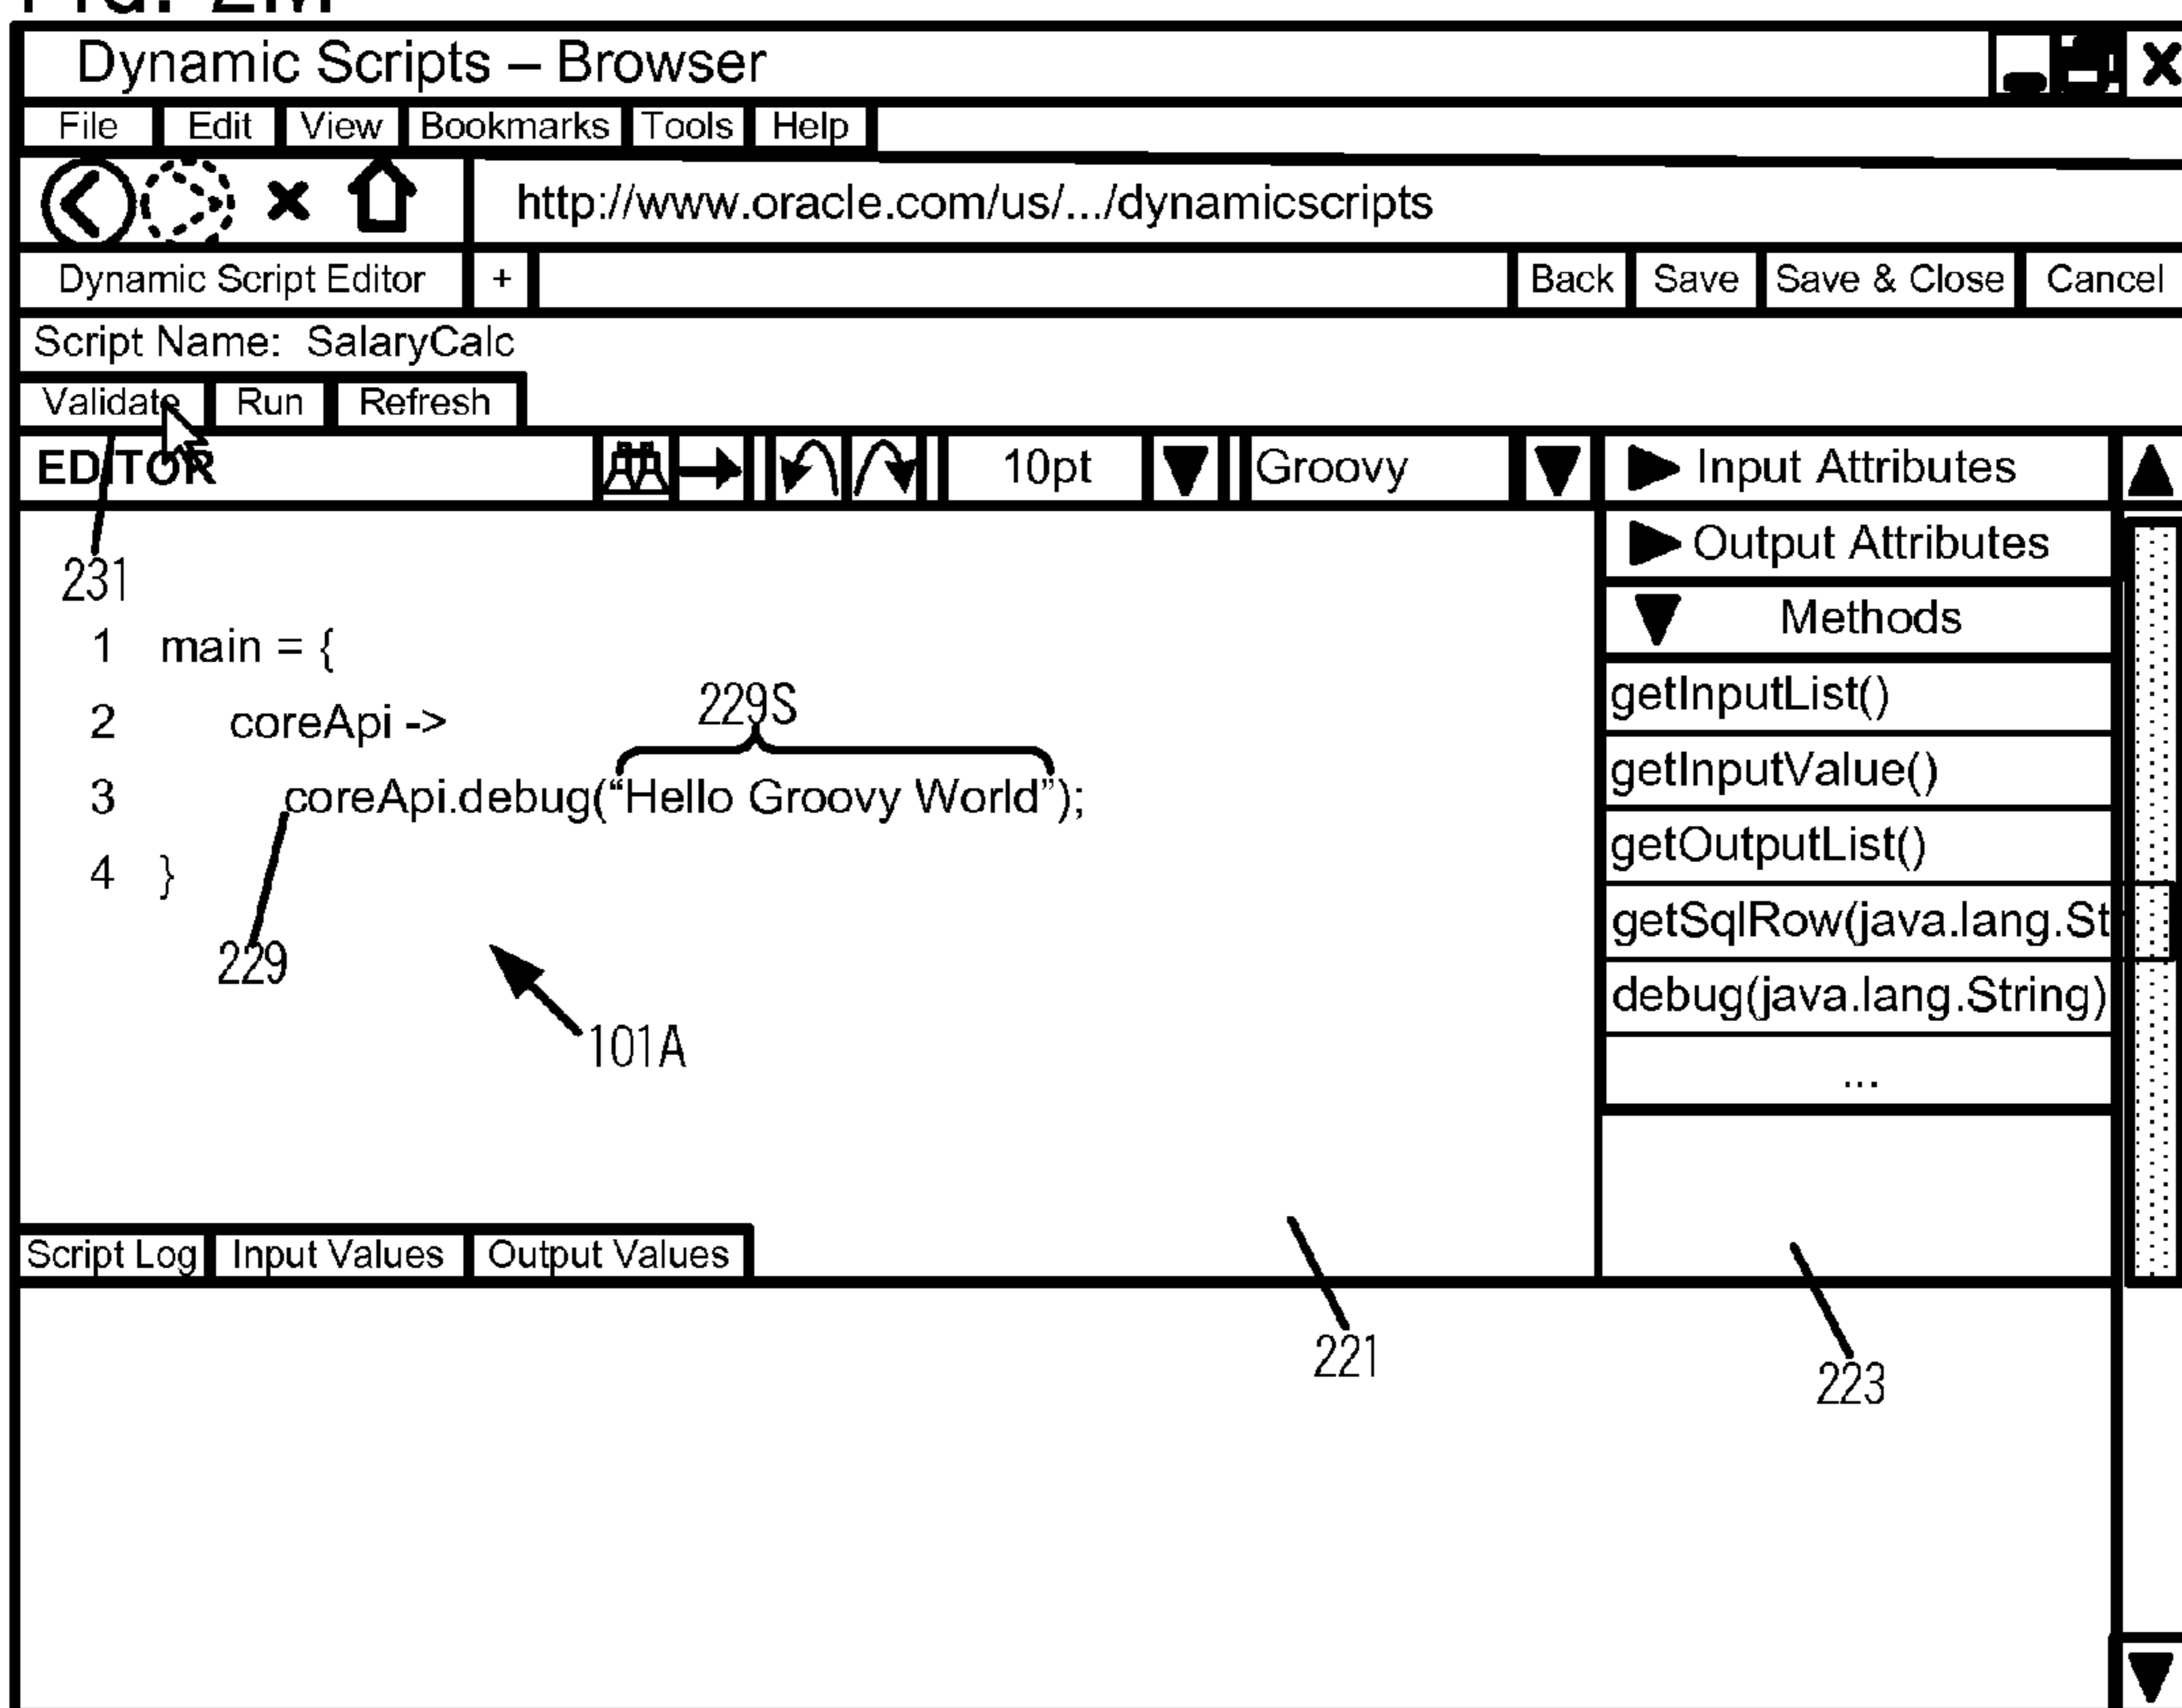 FIG. 2M
Dynamic Scripts – Browser
File Edit View Bookmarks Tools Help
http://www.oracle.com/us/.../dynamicscripts
Dynamic Script Editor + Back Save Save & Close Cancel
Script Name: SalaryCalc
Validate Run Refresh
EDITOR 10pt Groovy Input Attributes
Output Attributes
231
Methods
1 main = {
getInputList()
229S
2 coreApi ->
getInputValue()
3 coreApi.debug(“Hello Groovy World”);
getOutputList()
4 }
getSqlRow(java.lang.St
229
debug(java.lang.String)
101A
...
Script Log Input Values Output Values
221
223